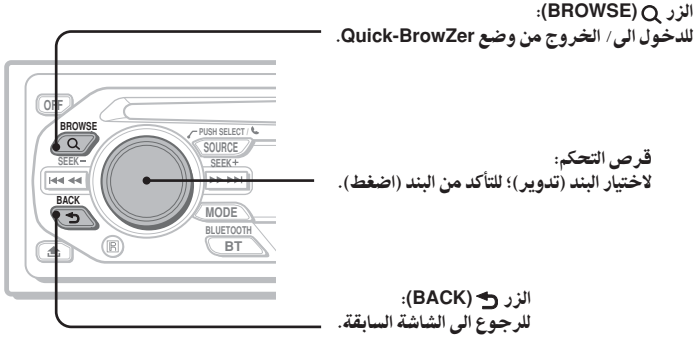 الزر (BROWSE):
للدخول الى/ الخروج من وضع Quick-BrowZer.
OFF
BROWSE
PUSH SELECT /
SOURCE
SEEK−
SEEK+
قرص التحكم:
لاختيار البند (تدوير)؛ للتأكد من البند (اضغط).
BACK
MODE
BLUETOOTH
R
BT
الزر (BACK):
للرجوع الى الشاشة السابقة.